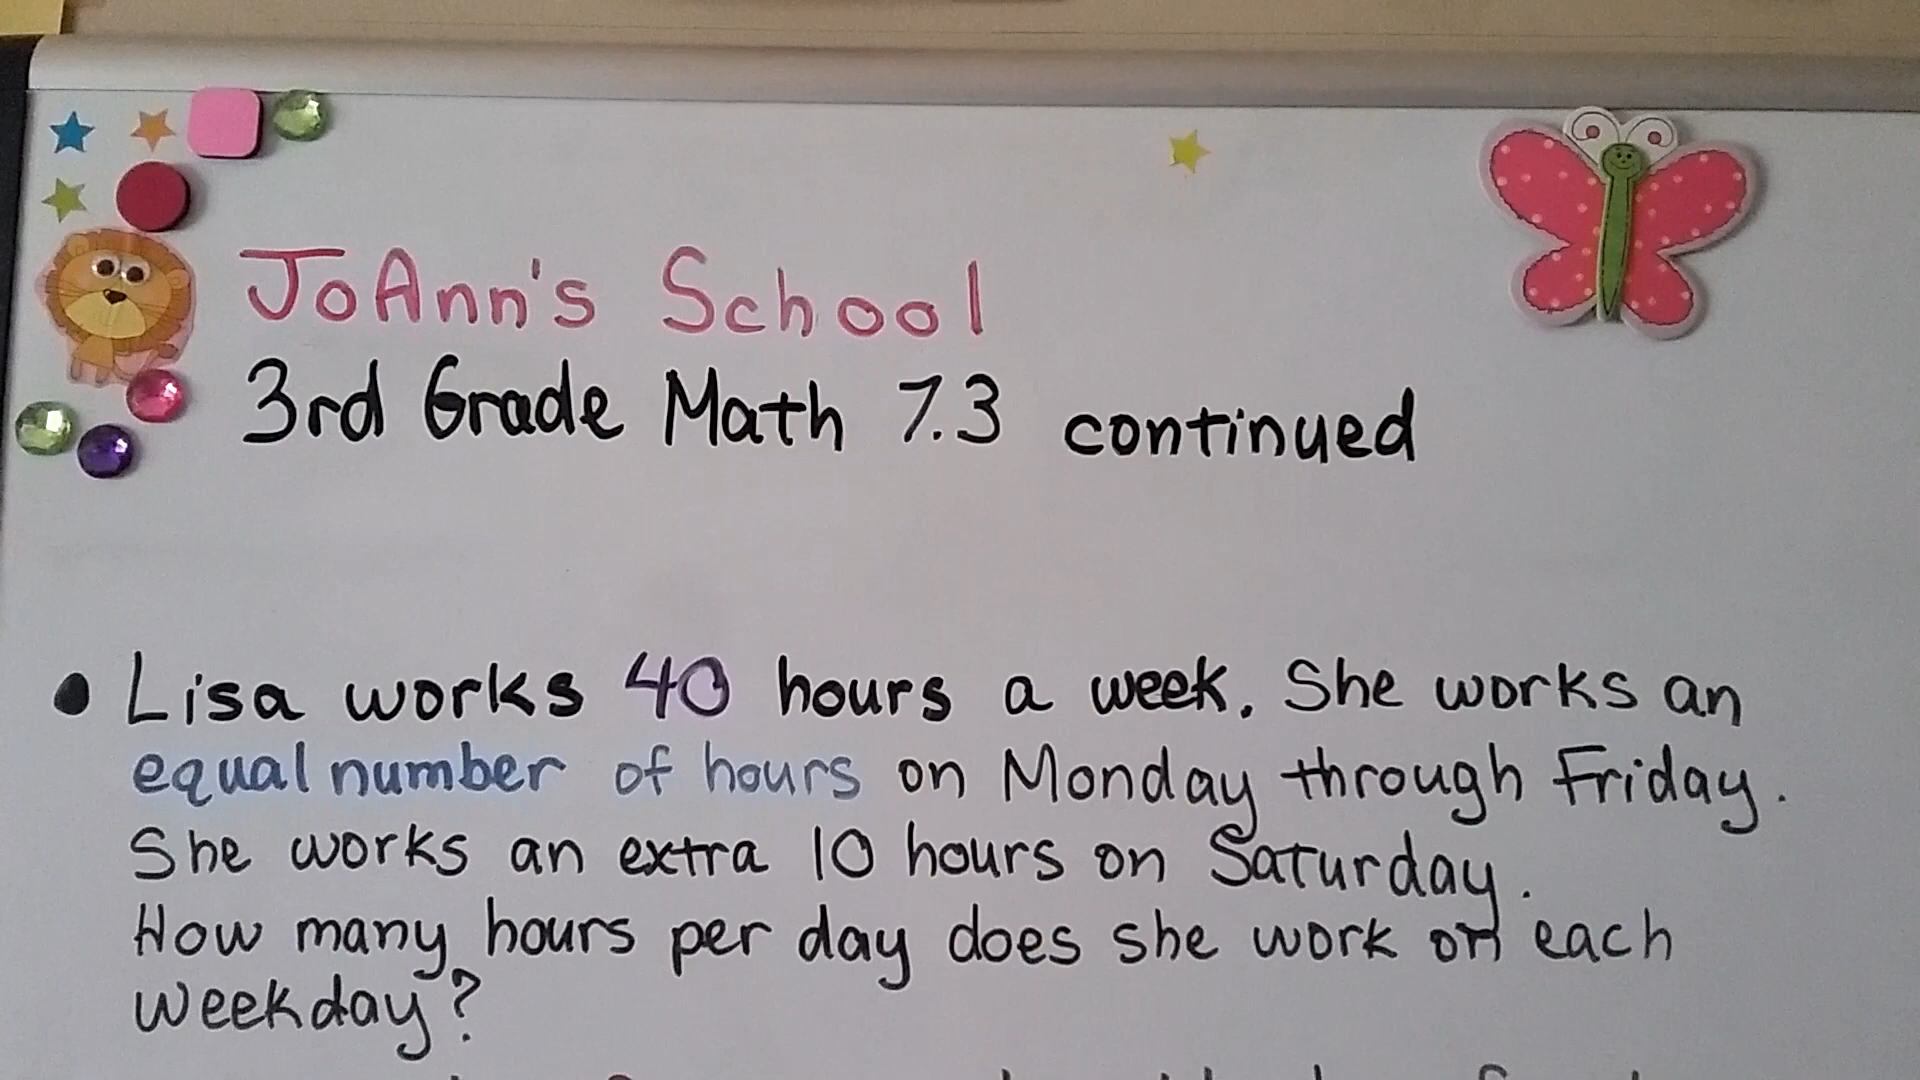 JoAnn's School
3rd Grade Math 7.3 continued
• Lisa works 40 hours a week. She works an
equal number of hours on Monday through Friday.
She works an extra 10 hours on Saturday.
How many hours per day does she work on each
weekday?